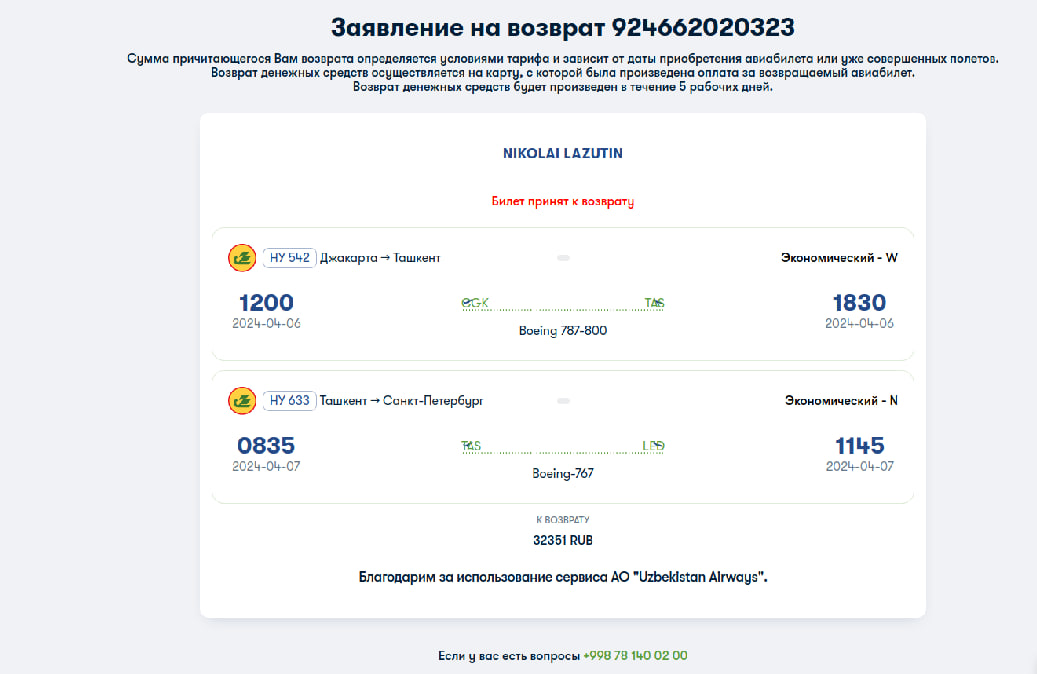 Заявление на возврат 924662020323
Сумма причитающегося Вам возврата определяется условиями тарифа и зависит от даты приобретения авиабилета или уже совершенных полетов.
Возврат денежных средств осуществляется на карту, с которой была произведена оплата за возвращаемый авиабилет.
Возврат денежных средств будет произведен в течение 5 рабочих дней.
NIKOLAI LAZUTIN
Билет принят к возврату
HY 542 Джакарта → Ташкент
Экономический - W
1200
2024-04-06
CGK
TAS
Boeing 787-800
1830
2024-04-06
HY 633 Ташкент → Санкт-Петербург
Экономический - N
0835
2024-04-07
TAS
LED
Boeing-767
1145
2024-04-07
К ВОЗВРАТУ
32351 RUB
Благодарим за использование сервиса АО "Uzbekistan Airways".
Если у вас есть вопросы +998 78 140 02 00